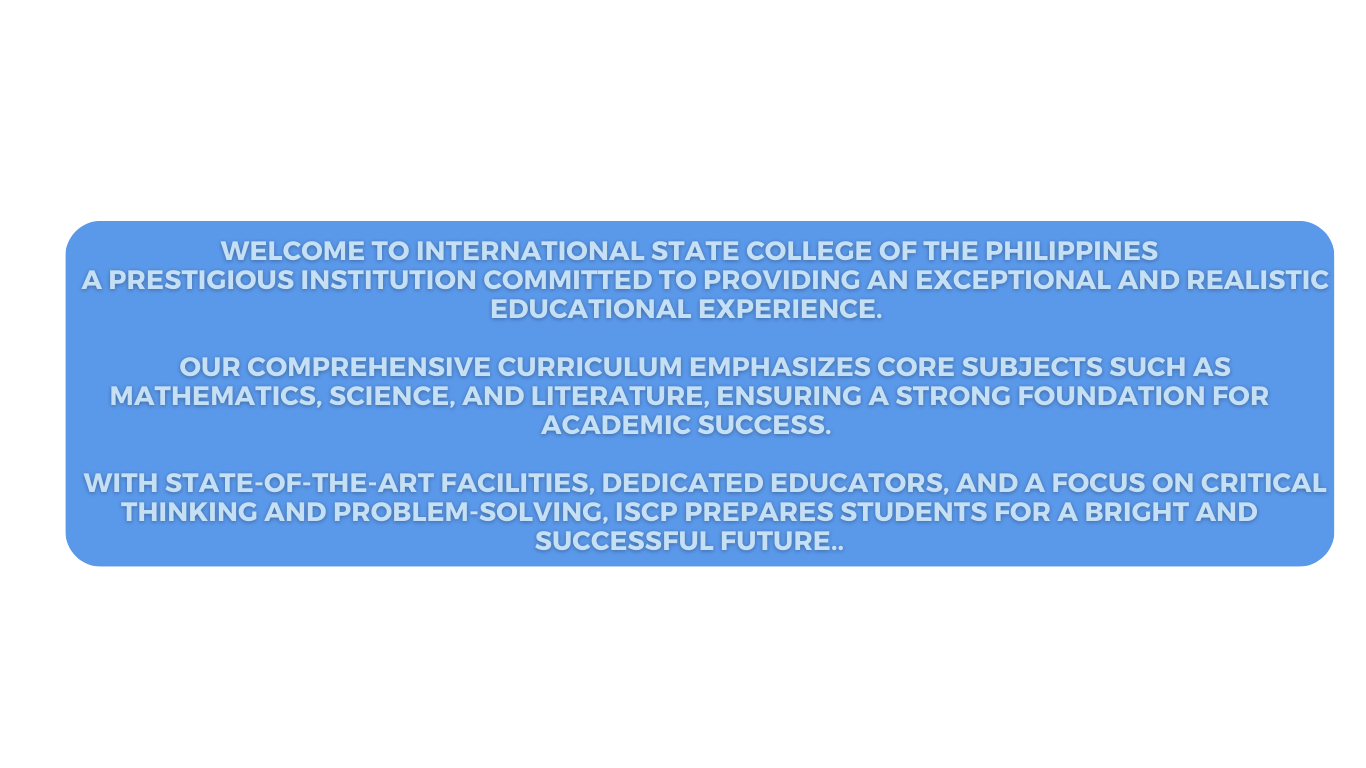 WELCOME TO INTERNATIONAL STATE COLLEGE OF THE PHILIPPINES
A PRESTIGIOUS INSTITUTION COMMITTED TO PROVIDING AN EXCEPTIONAL AND REALISTIC
EDUCATIONAL EXPERIENCE.
OUR COMPREHENSIVE CURRICULUM EMPHASIZES CORE SUBJECTS SUCH AS
MATHEMATICS, SCIENCE, AND LITERATURE, ENSURING A STRONG FOUNDATION FOR
ACADEMIC SUCCESS.
WITH STATE-OF-THE-ART FACILITIES, DEDICATED EDUCATORS, AND A FOCUS ON CRITICAL
THINKING AND PROBLEM-SOLVING, ISCP PREPARES STUDENTS FOR A BRIGHT AND
SUCCESSFUL FUTURE..